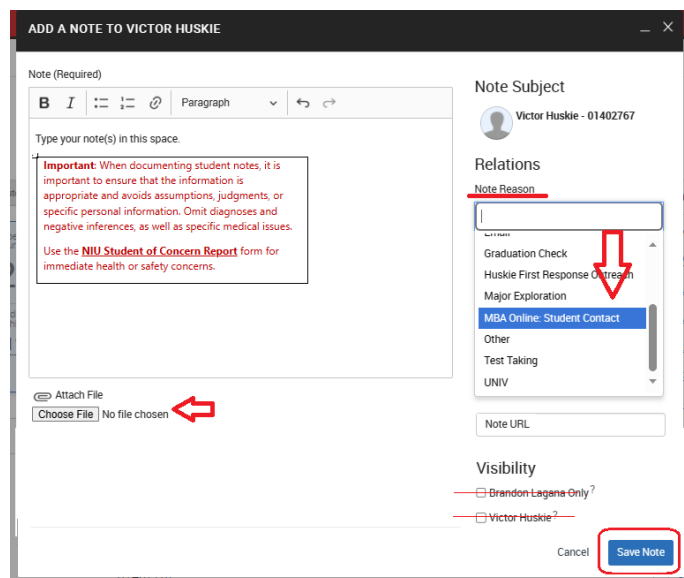 ADD A NOTE TO VICTOR HUSKIE
Note (Required)
B I Paragraph
Type your note(s) in this space.
Important: When documenting student notes, it is
important to ensure that the information is
appropriate and avoids assumptions, judgments, or
specific personal information. Omit diagnoses and
negative inferences, as well as specific medical issues.
Use the NIU Student of Concern Report form for
immediate health or safety concerns.
Attach File
Choose File No file chosen
Note Subject
Victor Huskie - 01402767
Relations
Note Reason
Email
Graduation Check
Huskie First Response Outreach
Major Exploration
MBA Online: Student Contact
Other
Test Taking
UNIV
Note URL
Visibility
Brandon Lagana Only?
Victor Huskie?
Cancel Save Note